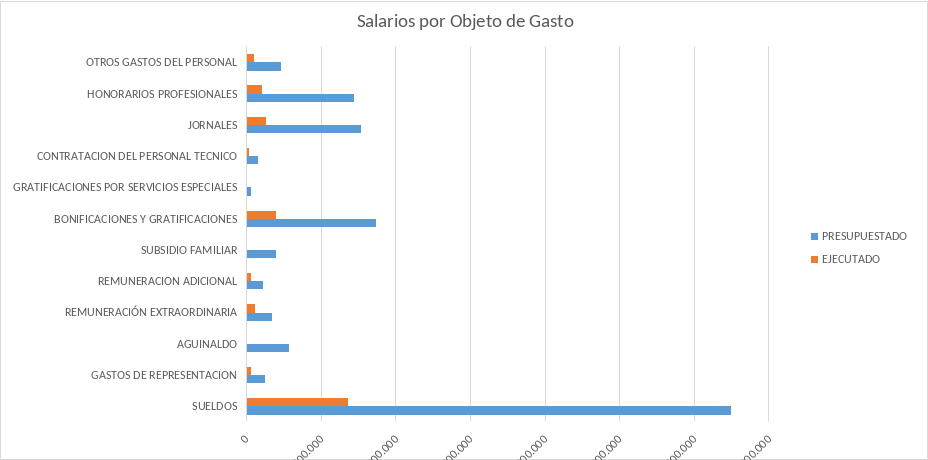 Salarios por Objeto de Gasto
OTROS GASTOS DEL PERSONAL
HONORARIOS PROFESIONALES
JORNALES
CONTRATACION DEL PERSONAL TECNICO
GRATIFICACIONES POR SERVICIOS ESPECIALES
BONIFICACIONES Y GRATIFICACIONES
SUBSIDIO FAMILIAR
REMUNERACION ADICIONAL
REMUNERACIÓN EXTRAORDINARIA
AGUINALDO
GASTOS DE REPRESENTACION
SUELDOS
PRESUPUESTADO
EJECUTADO
0